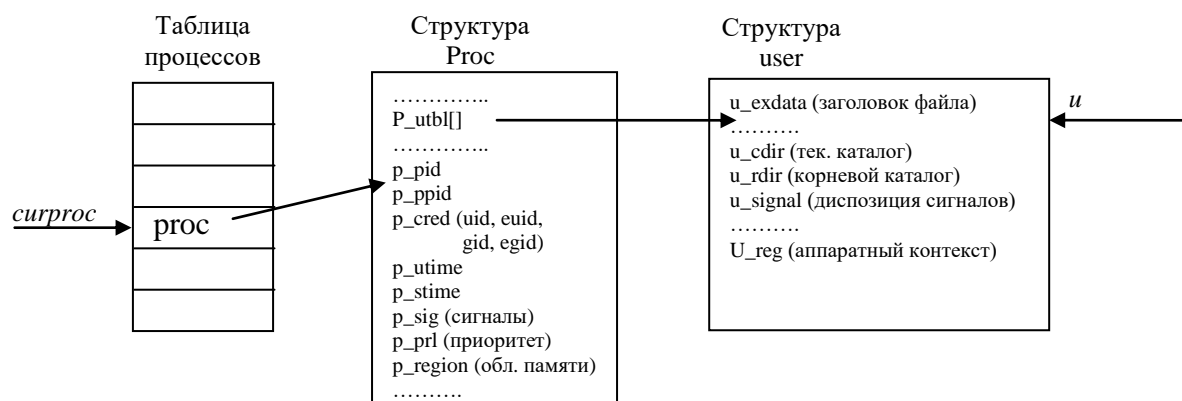 Таблица
процессов
Структура
Proc
Структура
user
curproc
proc
…………..
P_utbl[]
…………..
p_pid
p_ppid
p_cred (uid, euid,
gid, egid)
p_utime
p_stime
p_sig (сигналы)
p_prl (приоритет)
p_region (обл. памяти)
……….
u_exdata (заголовок файла)
……….
u_cdir (тек. каталог)
u_rdir (корневой каталог)
u_signal (диспозиция сигналов)
……….
U_reg (аппаратный контекст)
u